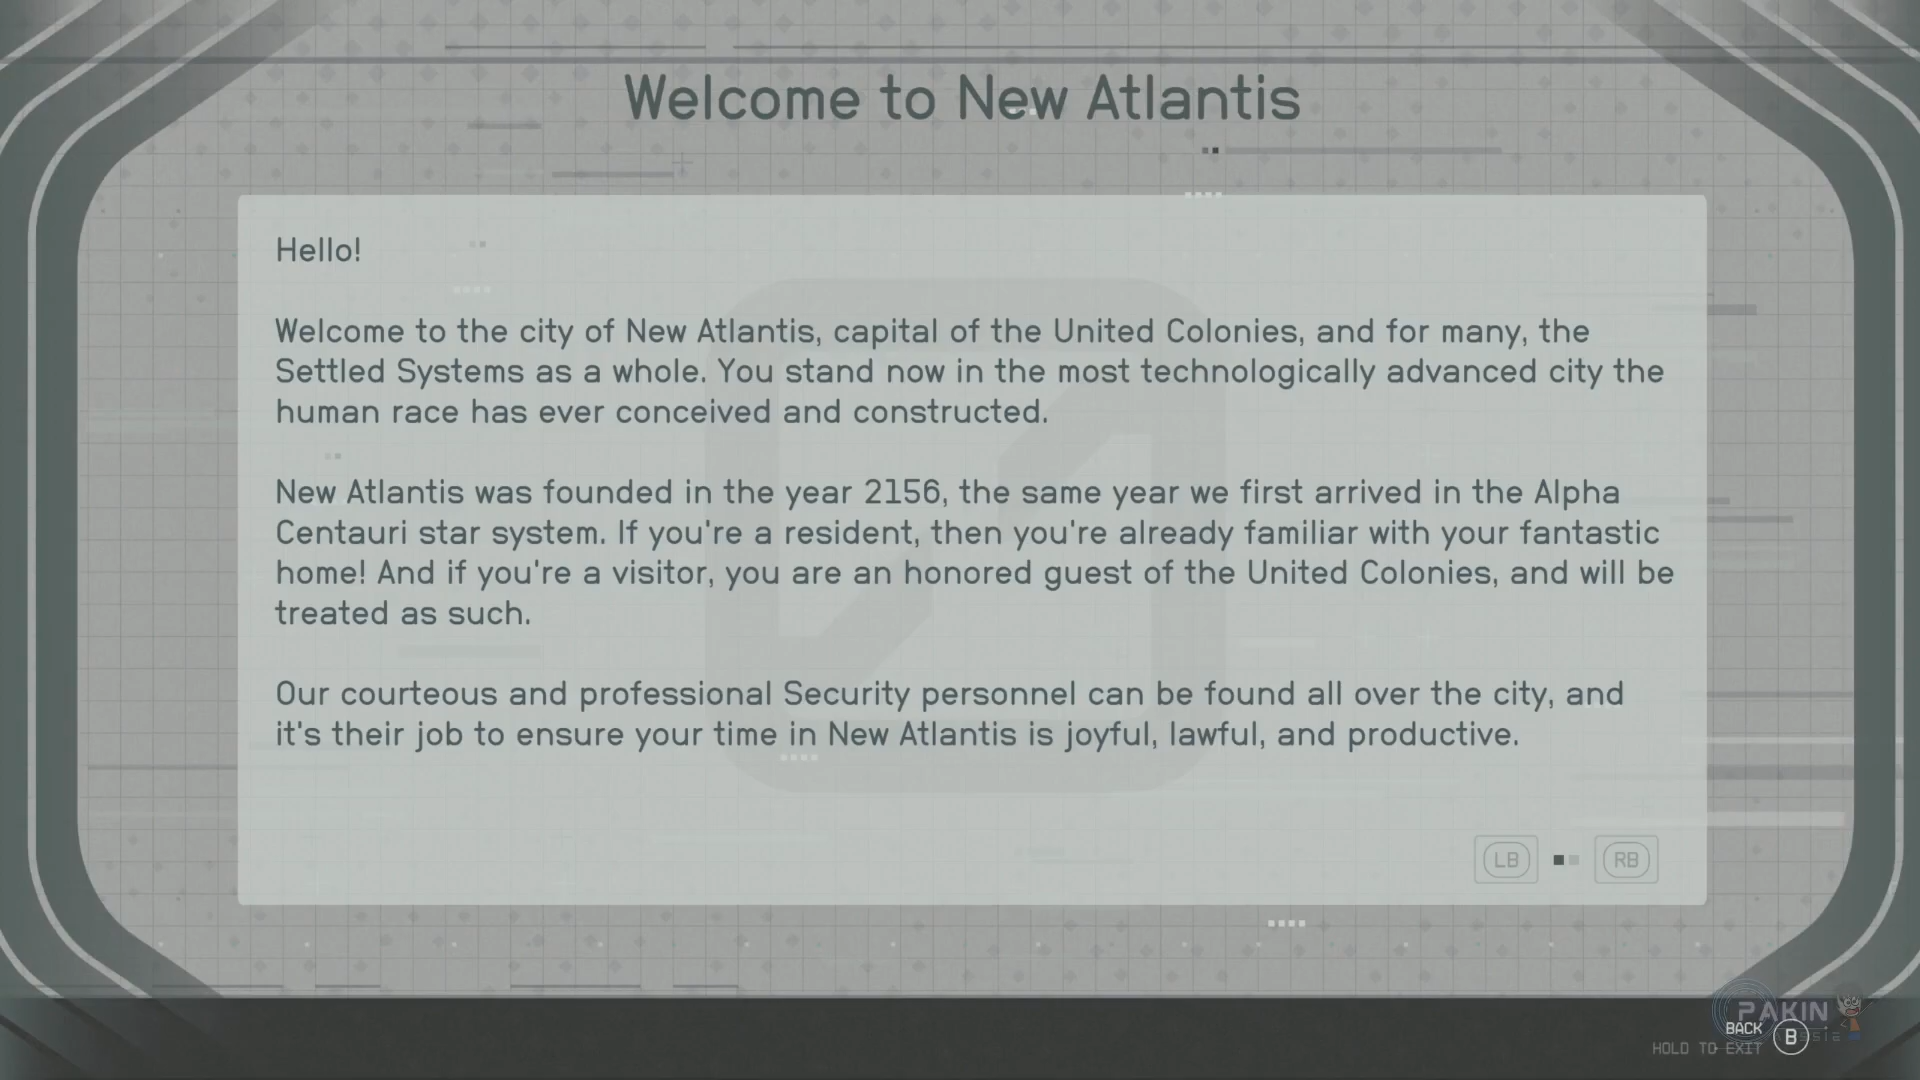 Welcome to New Atlantis
Hello!
Welcome to the city of New Atlantis, capital of the United Colonies, and for many, the
Settled Systems as a whole. You stand now in the most technologically advanced city the
human race has ever conceived and constructed.
New Atlantis was founded in the year 2156, the same year we first arrived in the Alpha
Centauri star system. If you're a resident, then you're already familiar with your fantastic
home! And if you're a visitor, you are an honored guest of the United Colonies, and will be
treated as such.
Our courteous and professional Security personnel can be found all over the city, and
it's their job to ensure your time in New Atlantis is joyful, lawful, and productive.
LB RB
PAKIN
BACK B
HOLD TO EXIT